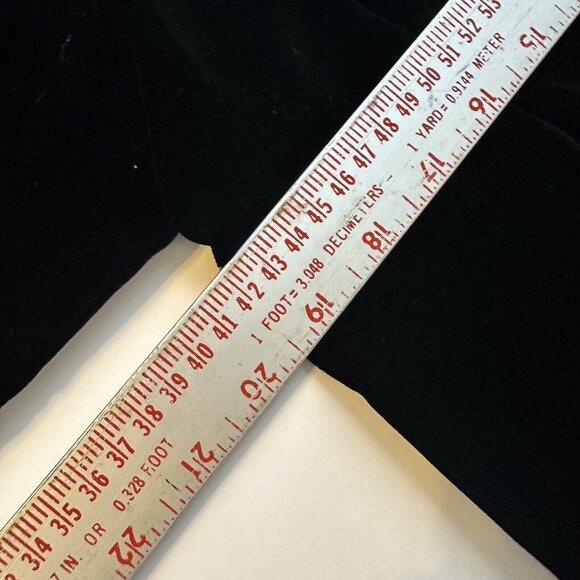 34 35 36 37 38 39 40 41 42 43 44 45 46 47 48 49 50 51 52 53
IN. OR 0.328 FOOT 1 FOOT = 3.048 DECIMETERS – 1 YARD = 0.9144 METER
22 21 20 19 18 17 16 15